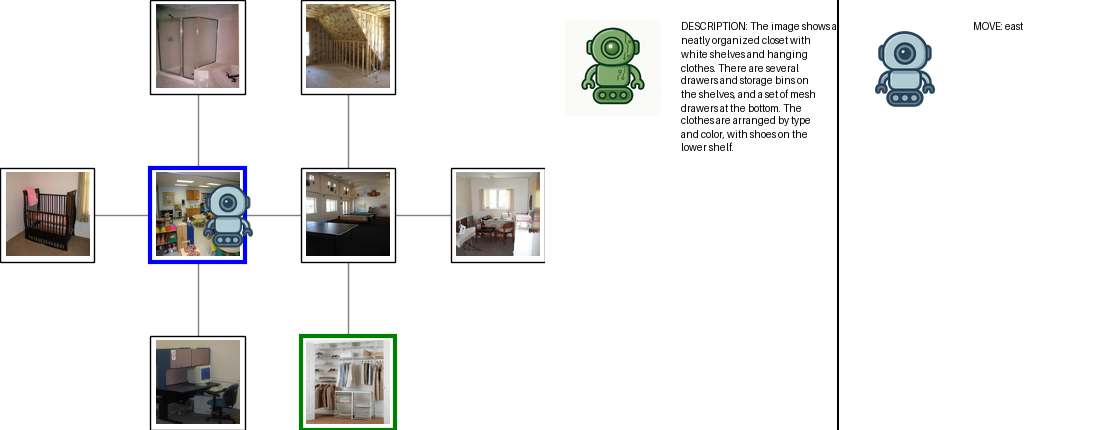 DESCRIPTION: The image shows a
neatly organized closet with
white shelves and hanging
clothes. There are several
drawers and storage bins on
the shelves, and a set of mesh
drawers at the bottom. The
clothes are arranged by type
and color, with shoes on the
lower shelf.
MOVE: east